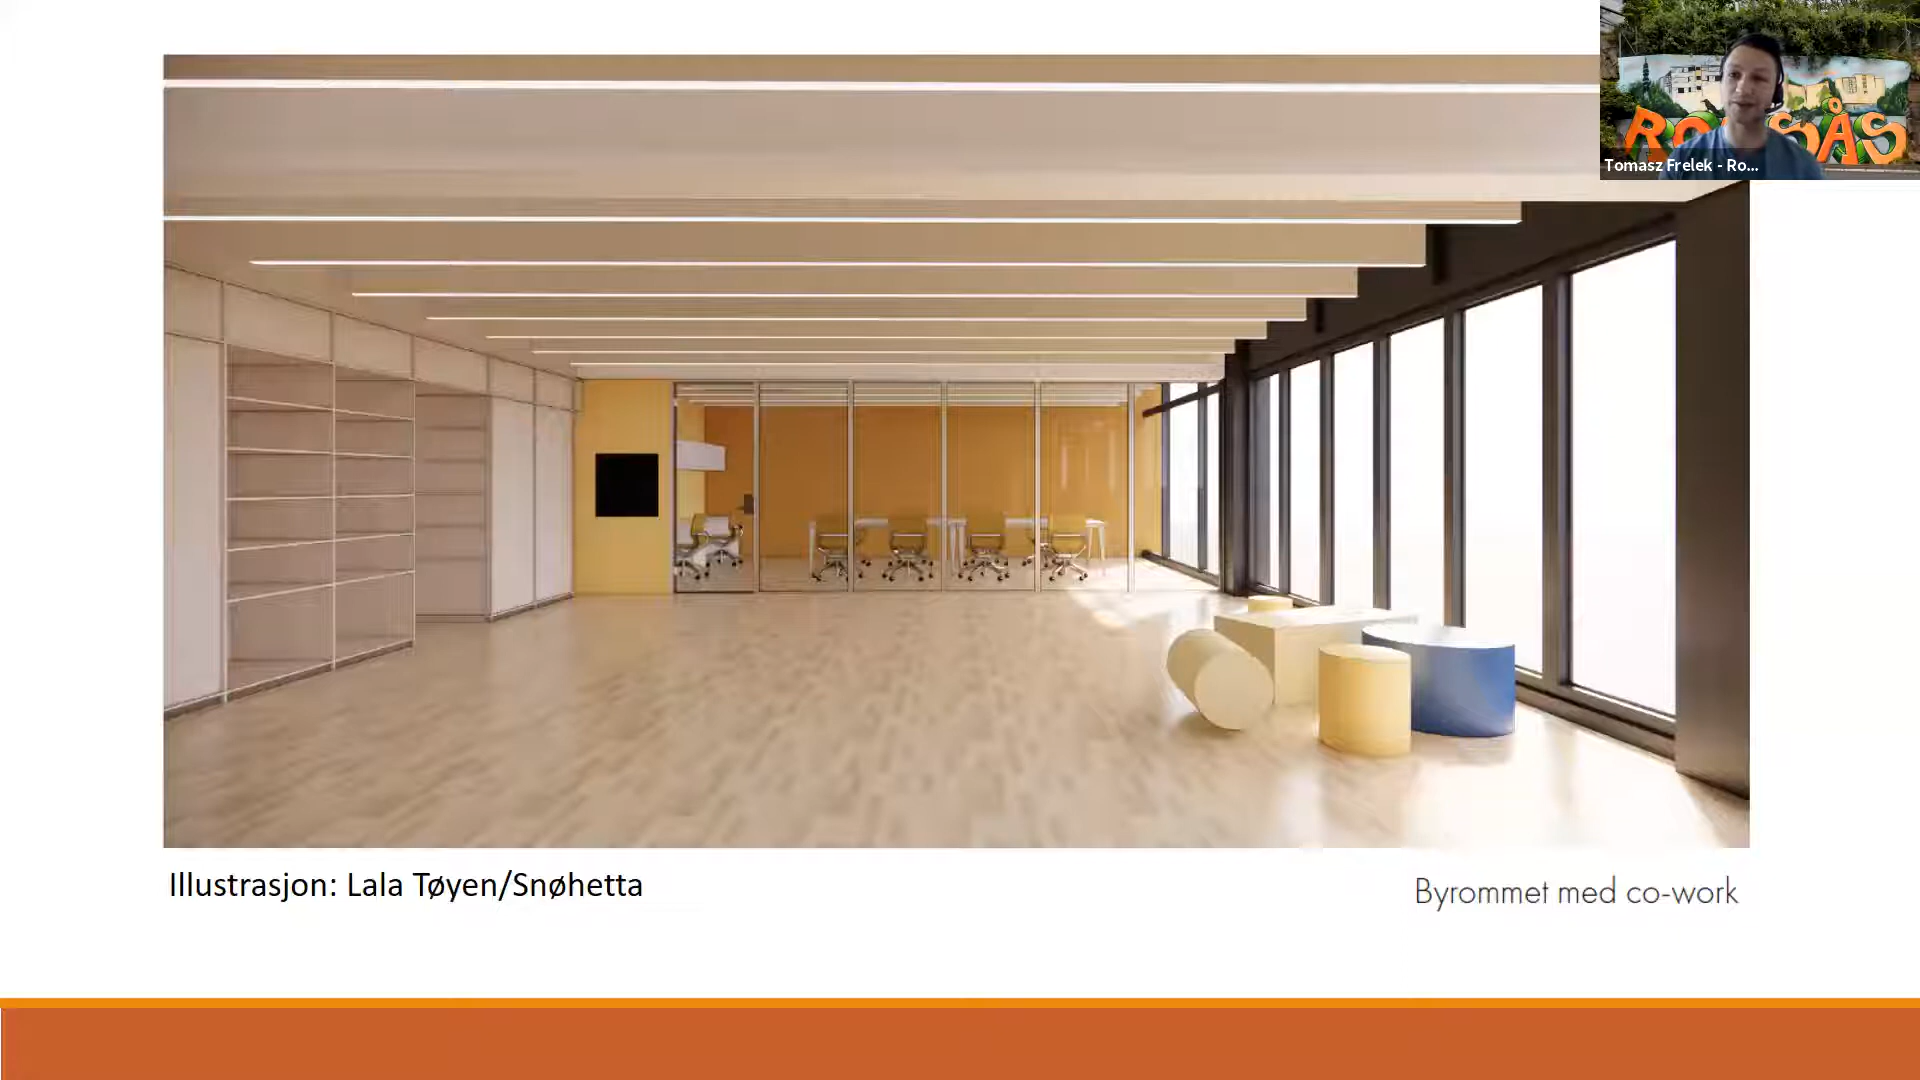 Tomasz Frelek - Ro...
Illustrasjon: Lala Tøyen/Snøhetta
Byrommet med co-work